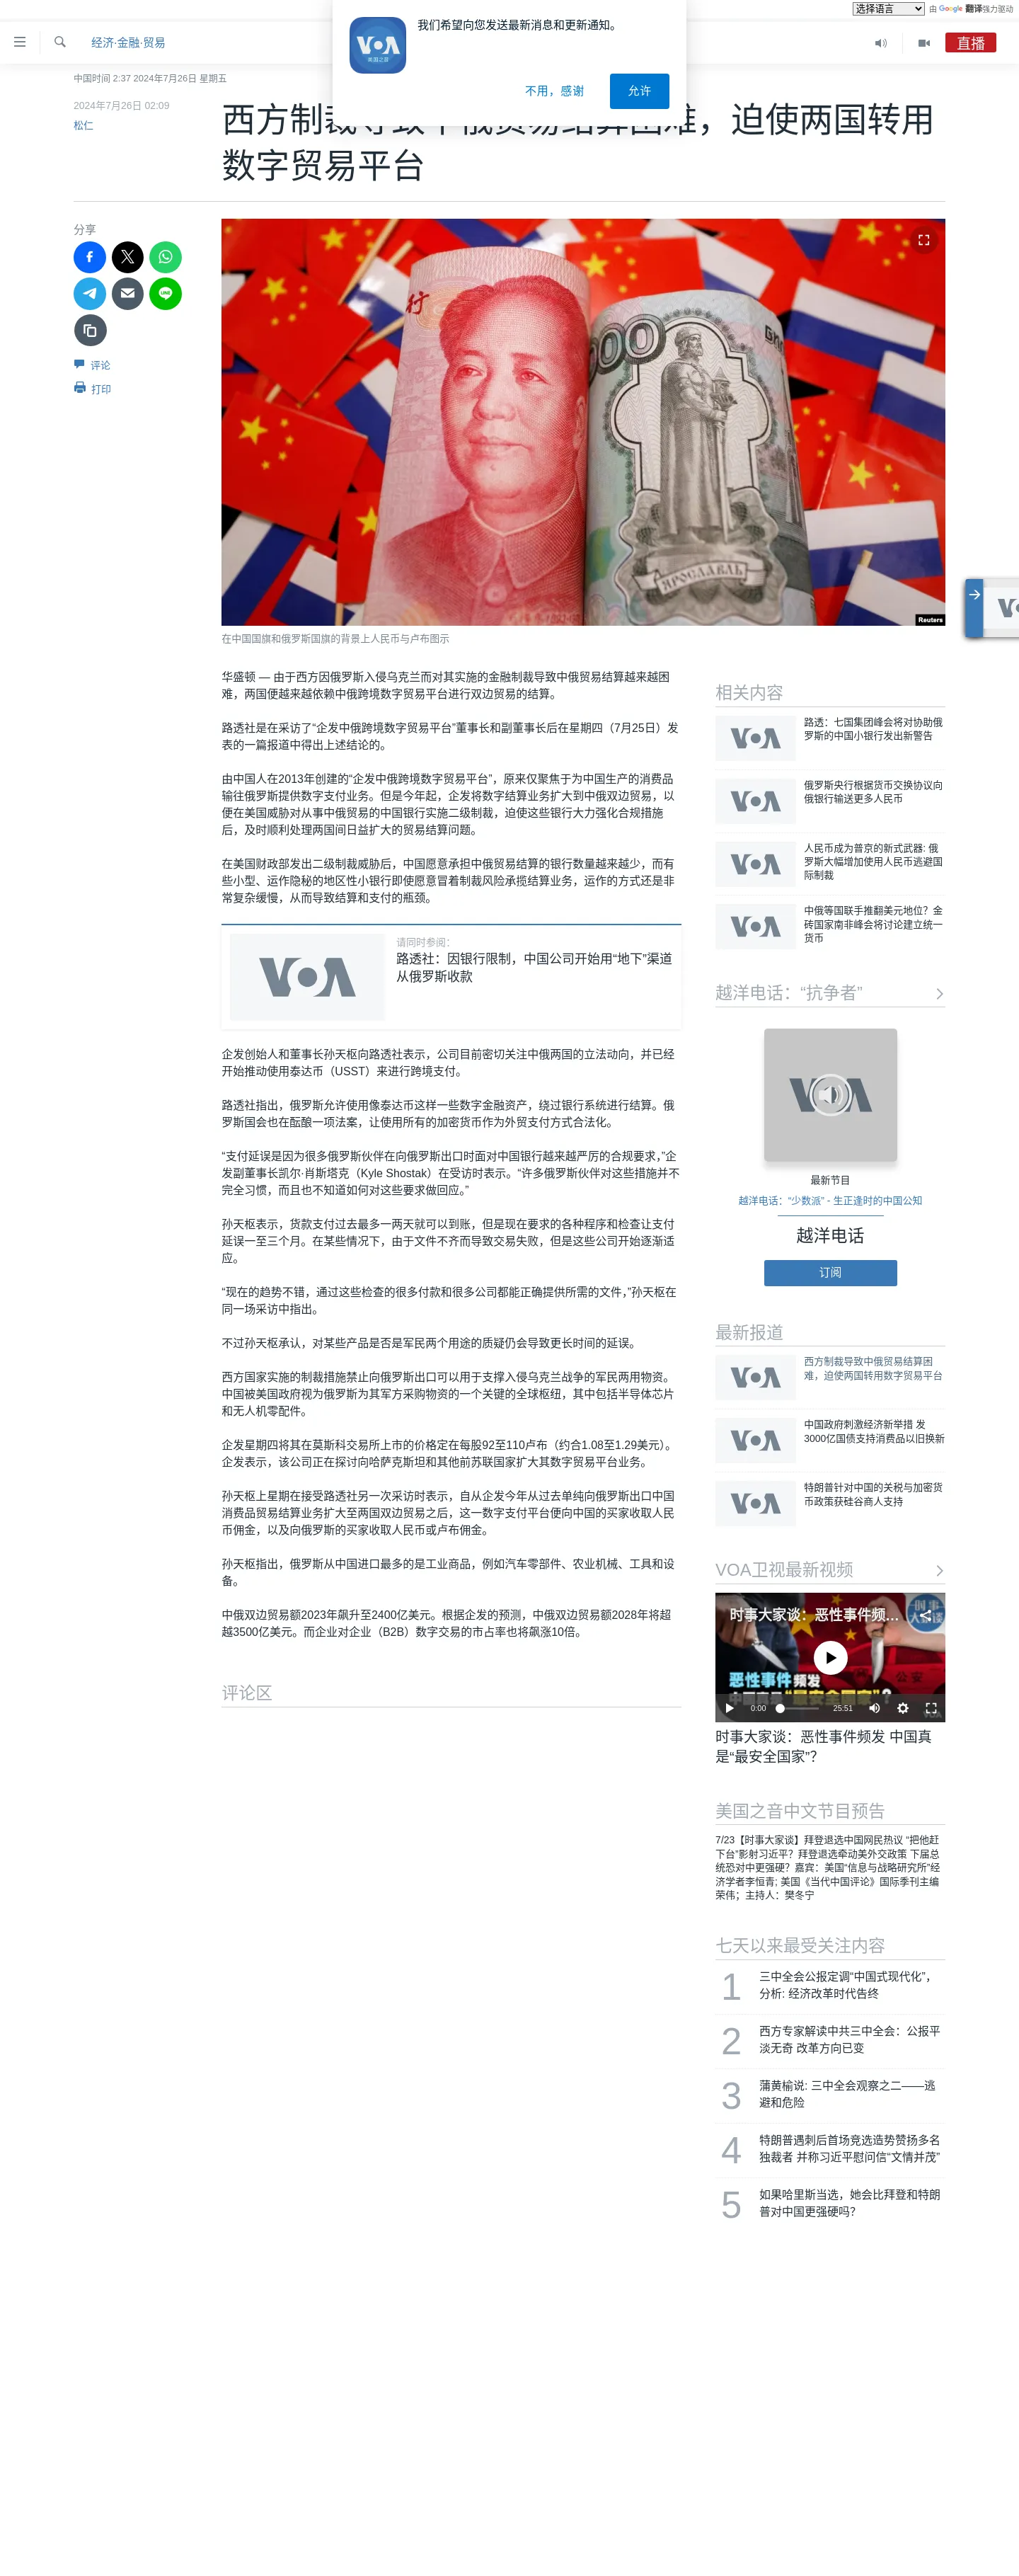 选择语言
由 Google 翻译强力驱动
我们希望向您发送最新消息和更新通知。
VOA
美国之音
不用，感谢
允许
经济·金融·贸易
直播
中国时间 2:37 2024年7月26日 星期五
2024年7月26日 02:09
松仁
西方制裁导致中俄贸易结算困难，迫使两国转用
数字贸易平台
分享
LINE
评论
打印
ЯРОСЛАВЛЬ
Reuters
在中国国旗和俄罗斯国旗的背景上人民币与卢布图示
华盛顿 — 由于西方因俄罗斯入侵乌克兰而对其实施的金融制裁导致中俄贸易结算越来越困
难，两国便越来越依赖中俄跨境数字贸易平台进行双边贸易的结算。
路透社是在采访了“企发中俄跨境数字贸易平台”董事长和副董事长后在星期四（7月25日）发
表的一篇报道中得出上述结论的。
由中国人在2013年创建的“企发中俄跨境数字贸易平台”，原来仅聚焦于为中国生产的消费品
输往俄罗斯提供数字支付业务。但是今年起，企发将数字结算业务扩大到中俄双边贸易，以
便在美国威胁对从事中俄贸易的中国银行实施二级制裁，迫使这些银行大力强化合规措施
后，及时顺处理两国间日益扩大的贸易结算问题。
在美国财政部发出二级制裁威胁后，中国愿意承担中俄贸易结算的银行数量越来越少，而有
些小型、运作隐秘的地区性小银行即使愿意冒着制裁风险承揽结算业务，运作的方式还是非
常复杂缓慢，从而导致结算和支付的瓶颈。
VOA
请同时参阅:
路透社：因银行限制，中国公司开始用“地下”渠道
从俄罗斯收款
企发创始人和董事长孙天枢向路透社表示，公司目前密切关注中俄两国的立法动向，并已经
开始推动使用泰达币（USST）来进行跨境支付。
路透社指出，俄罗斯允许使用像泰达币这样一些数字金融资产，绕过银行系统进行结算。俄
罗斯国会也在酝酿一项法案，让使用所有的加密货币作为外贸支付方式合法化。
“支付延误是因为很多俄罗斯伙伴在向俄罗斯出口时面对中国银行越来越严厉的合规要求，”企
发副董事长凯尔·肖斯塔克（Kyle Shostak）在受访时表示。“许多俄罗斯伙伴对这些措施并不
完全习惯，而且也不知道如何对这些要求做回应。”
孙天枢表示，货款支付过去最多一两天就可以到账，但是现在要求的各种程序和检查让支付
延误一至三个月。在某些情况下，由于文件不齐而导致交易失败，但是这些公司开始逐渐适
应。
“现在的趋势不错，通过这些检查的很多付款和很多公司都能正确提供所需的文件，”孙天枢在
同一场采访中指出。
不过孙天枢承认，对某些产品是否是军民两个用途的质疑仍会导致更长时间的延误。
西方国家实施的制裁措施禁止向俄罗斯出口可以用于支撑入侵乌克兰战争的军民两用物资。
中国被美国政府视为俄罗斯为其军方采购物资的一个关键的全球枢纽，其中包括半导体芯片
和无人机零配件。
企发星期四将其在莫斯科交易所上市的价格定在每股92至110卢布（约合1.08至1.29美元）。
企发表示，该公司正在探讨向哈萨克斯坦和其他前苏联国家扩大其数字贸易平台业务。
孙天枢上星期在接受路透社另一次采访时表示，自从企发今年从过去单纯向俄罗斯出口中国
消费品贸易结算业务扩大至两国双边贸易之后，这一数字支付平台便向中国的买家收取人民
币佣金，以及向俄罗斯的买家收取人民币或卢布佣金。
孙天枢指出，俄罗斯从中国进口最多的是工业商品，例如汽车零部件、农业机械、工具和设
备。
中俄双边贸易额2023年飙升至2400亿美元。根据企发的预测，中俄双边贸易额2028年将超
越3500亿美元。而企业对企业（B2B）数字交易的市占率也将飙涨10倍。
评论区
相关内容
VOA
路透：七国集团峰会将对协助俄
罗斯的中国小银行发出新警告
VOA
俄罗斯央行根据货币交换协议向
俄银行输送更多人民币
VOA
人民币成为普京的新式武器: 俄
罗斯大幅增加使用人民币逃避国
际制裁
VOA
中俄等国联手推翻美元地位？金
砖国家南非峰会将讨论建立统一
货币
越洋电话：“抗争者”
VOA
最新节目
越洋电话：“少数派” - 生正逢时的中国公知
越洋电话
订阅
最新报道
VOA
西方制裁导致中俄贸易结算困
难，迫使两国转用数字贸易平台
VOA
中国政府刺激经济新举措 发
3000亿国债支持消费品以旧换新
VOA
特朗普针对中国的关税与加密货
币政策获硅谷商人支持
VOA卫视最新视频
时事大家谈：恶性事件频…
恶性事件频发
0:00
25:51
时事大家谈：恶性事件频发 中国真
是“最安全国家”？
美国之音中文节目预告
7/23【时事大家谈】拜登退选中国网民热议 “把他赶
下台”影射习近平？拜登退选牵动美外交政策 下届总
统恐对中更强硬？嘉宾：美国“信息与战略研究所”经
济学者李恒青; 美国《当代中国评论》国际季刊主编
荣伟；主持人：樊冬宁
七天以来最受关注内容
1
三中全会公报定调“中国式现代化”，
分析: 经济改革时代告终
2
西方专家解读中共三中全会：公报平
淡无奇 改革方向已变
3
蒲黄榆说: 三中全会观察之二——逃
避和危险
4
特朗普遇刺后首场竞选造势赞扬多名
独裁者 并称习近平慰问信“文情并茂”
5
如果哈里斯当选，她会比拜登和特朗
普对中国更强硬吗？